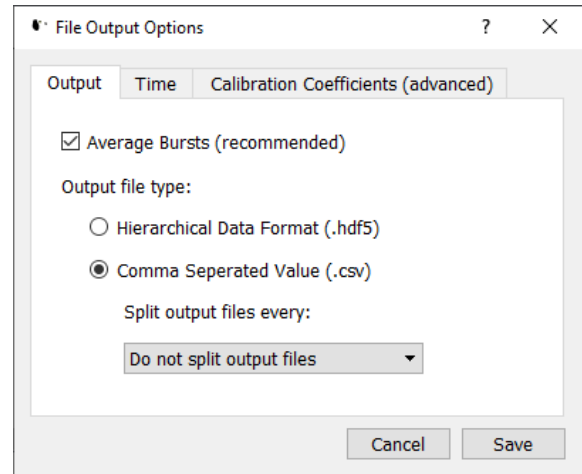 File Output Options
?
Output Time Calibration Coefficients (advanced)
Average Bursts (recommended)
Output file type:
Hierarchical Data Format (.hdf5)
Comma Seperated Value (.csv)
Split output files every:
Do not split output files
Cancel Save